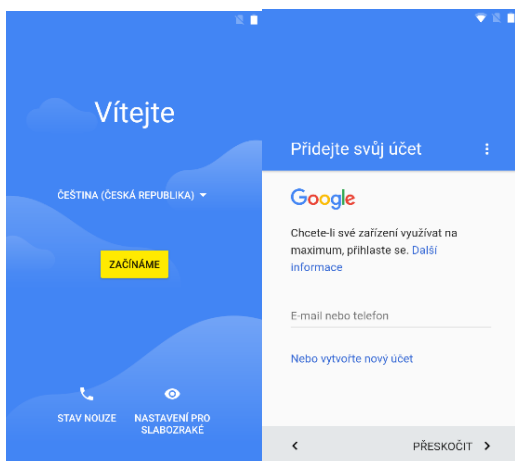 Vítejte
ČEŠTINA (ČESKÁ REPUBLIKA)
ZAČÍNÁME
STAV NOUZE
NASTAVENÍ PRO
SLABOZRAKÉ
Přidejte svůj účet
Google
Chcete-li své zařízení využívat na
maximum, přihlaste se. Další
informace
E-mail nebo telefon
Nebo vytvořte nový účet
PŘESKOČIT